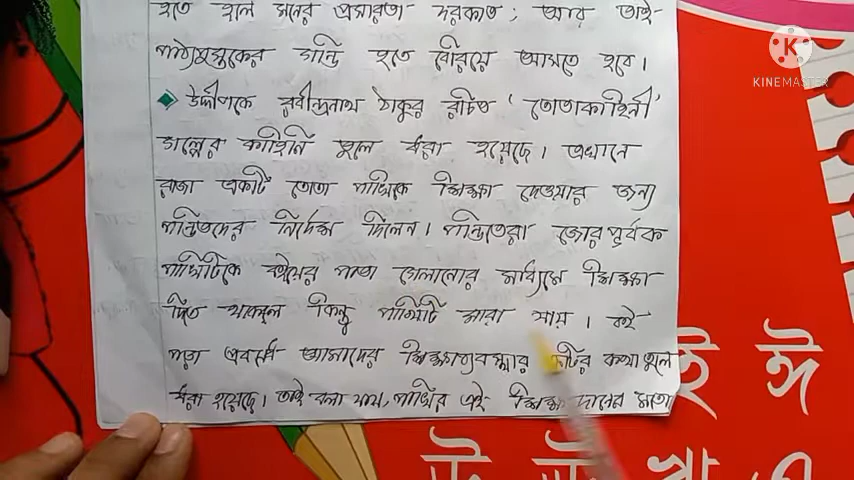 হতে হলে মনের প্রসারতা দরকার; আর তাই
পাঠ্যপুস্তকের গন্ডি হতে বেরিয়ে আসতে হবে।
উদ্দীপকে রবীন্দ্রনাথ ঠাকুর রচিত 'তোতাকাহিনী'
গল্পের কাহিনি তুলে ধরা হয়েছে। এখানে
রাজা একটি তোতা পাখিকে শিক্ষা দেওয়ার জন্য
পন্ডিতদের নির্দেশ দিলেন। পন্ডিতেরা জোরপূর্বক
পাখিটিকে বইয়ের পাতা গেলানোর মাধ্যমে শিক্ষা
দিতে থাকলে কিন্তু পাখিটি মারা যায়। বই
পড়া প্রবন্ধে আমাদের শিক্ষাব্যবস্থার ত্রুটির কথা তুলে
ধরা হয়েছে। তাই বলা যায়, পাখির এই শিক্ষা দানের মতো
KINEMASTER
ই ঈ